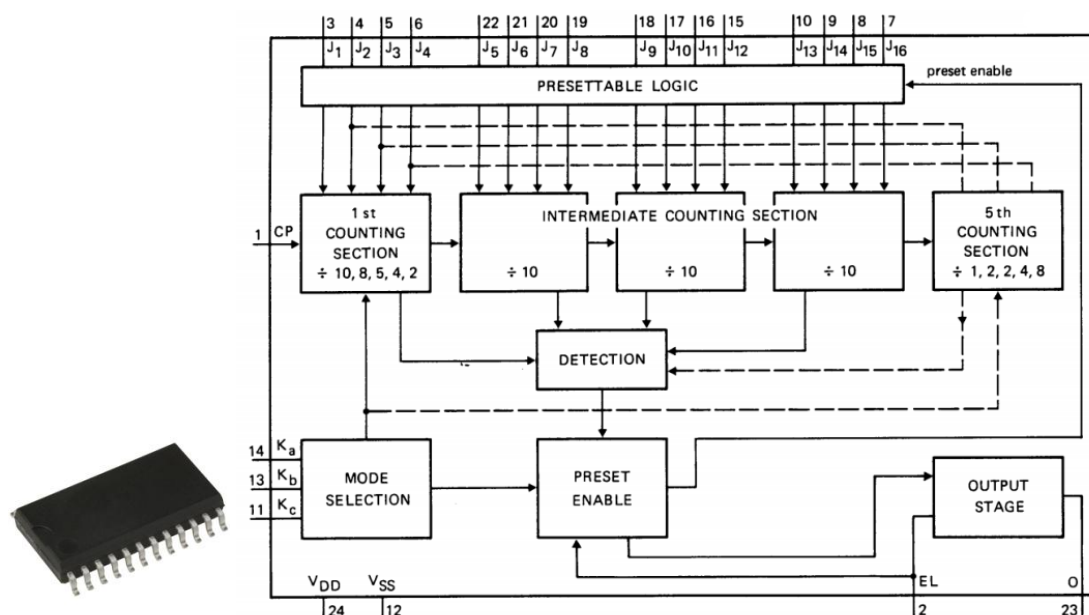 3 4 5 6 22 21 20 19 18 17 16 15 10 9 8 7
J1 J2 J3 J4 J5 J6 J7 J8 J9 J10 J11 J12 J13 J14 J15 J16
preset enable
PRESETTABLE LOGIC
1 CP
1 st
COUNTING
SECTION
÷ 10, 8, 5, 4, 2
INTERMEDIATE COUNTING SECTION
÷ 10
÷ 10
÷ 10
5 th
COUNTING
SECTION
÷ 1, 2, 2, 4, 8
DETECTION
14 Ka
13 Kb
11 Kc
MODE
SELECTION
PRESET
ENABLE
OUTPUT
STAGE
VDD VSS EL O
24 12 2 23